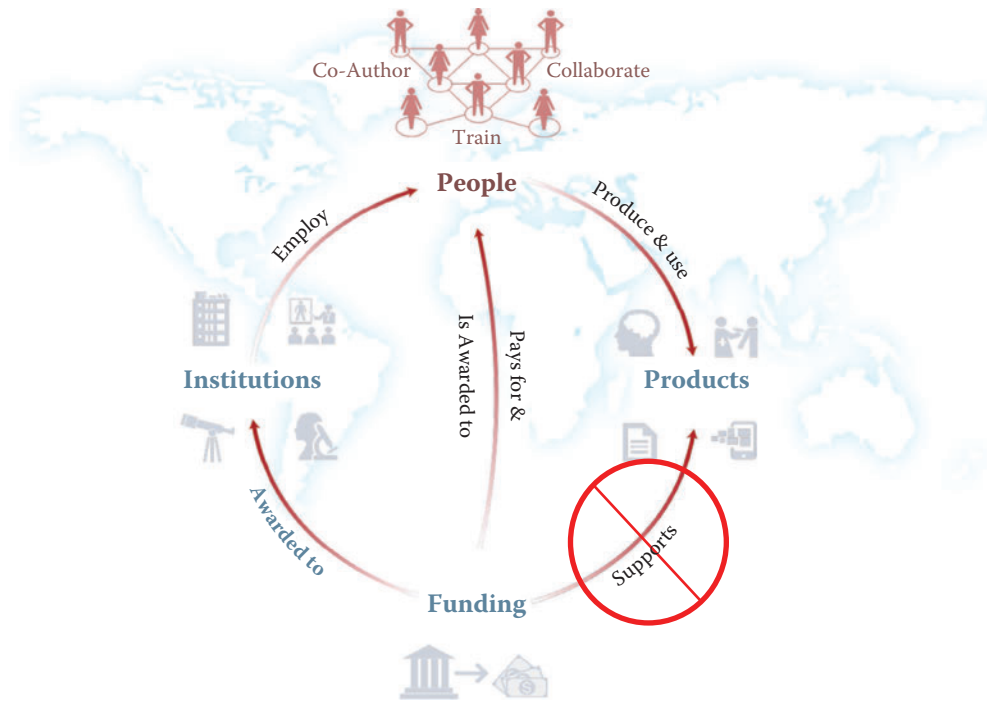 Co-Author
Collaborate
Train
People
Employ
Produce & use
Is Awarded to
Pays for &
Institutions
Products
Awarded to
Supports
Funding
$